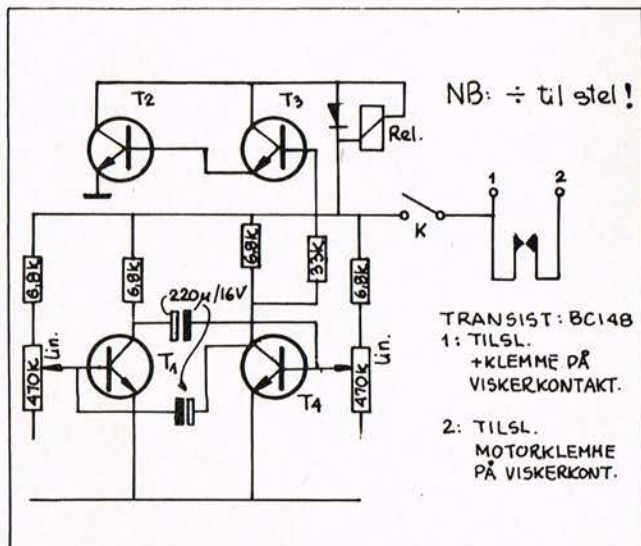 NB: ÷ til stel!
T2
T3
Rel.
1
2
K
6.8K
6.8K
6.8K
33K
6.8K
220µ/16V
470K
Lin.
T1
T4
470K
Lin.
TRANSIST: BC148
1: TILSL.
+KLEMME PÅ
VISKERKONTAKT.
2: TILSL.
MOTORKLEMME
PÅ VISKERKONT.